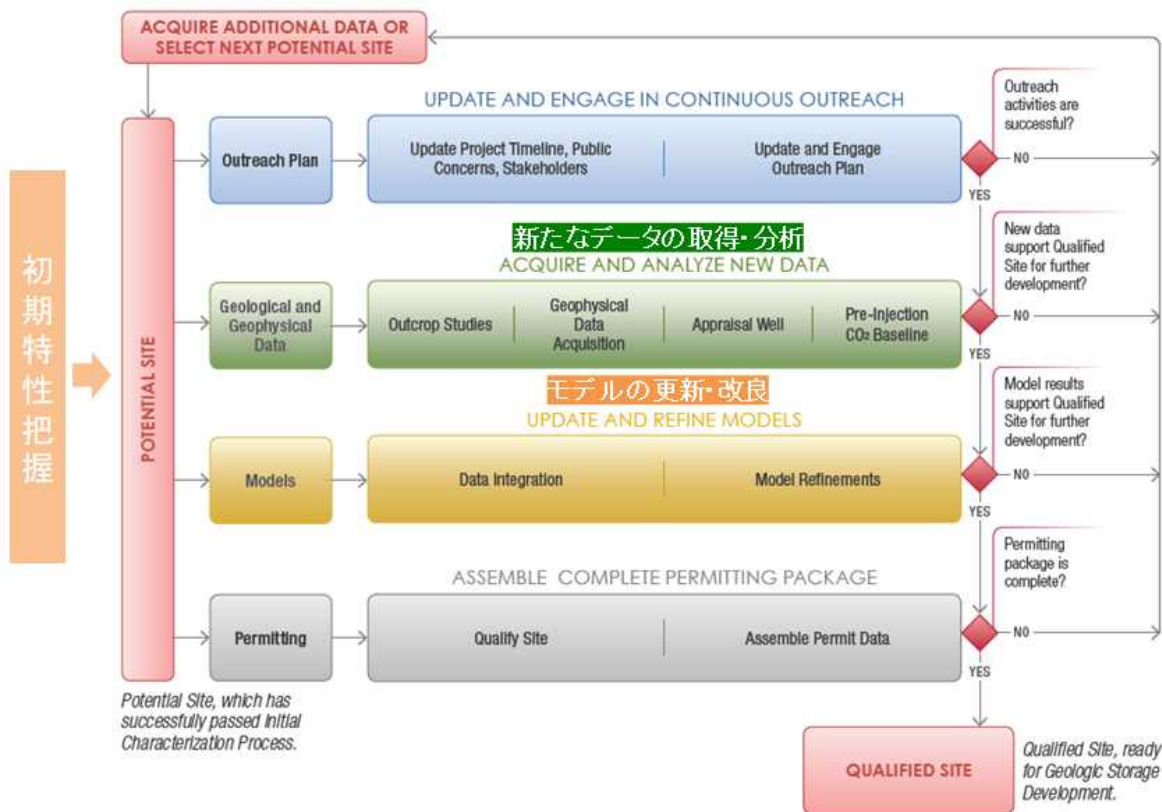 ACQUIRE ADDITIONAL DATA OR
SELECT NEXT POTENTIAL SITE
初期特性把握
POTENTIAL SITE
UPDATE AND ENGAGE IN CONTINUOUS OUTREACH
Outreach Plan
Update Project Timeline, Public
Concerns, Stakeholders
Update and Engage
Outreach Plan
Outreach
activities are
successful?
NO
YES
新たなデータの取得・分析
ACQUIRE AND ANALYZE NEW DATA
Geological and
Geophysical
Data
Outcrop Studies
Geophysical
Data
Acquisition
Appraisal Well
Pre-Injection
CO2 Baseline
New data
support Qualified
Site for further
development?
NO
YES
モデルの更新・改良
UPDATE AND REFINE MODELS
Models
Data Integration
Model Refinements
Model results
support Qualified
Site for further
development?
NO
YES
ASSEMBLE COMPLETE PERMITTING PACKAGE
Permitting
Qualify Site
Assemble Permit Data
Permitting
package is
complete?
NO
YES
Potential Site, which has
successfully passed Initial
Characterization Process.
QUALIFIED SITE
Qualified Site, ready
for Geologic Storage
Development.